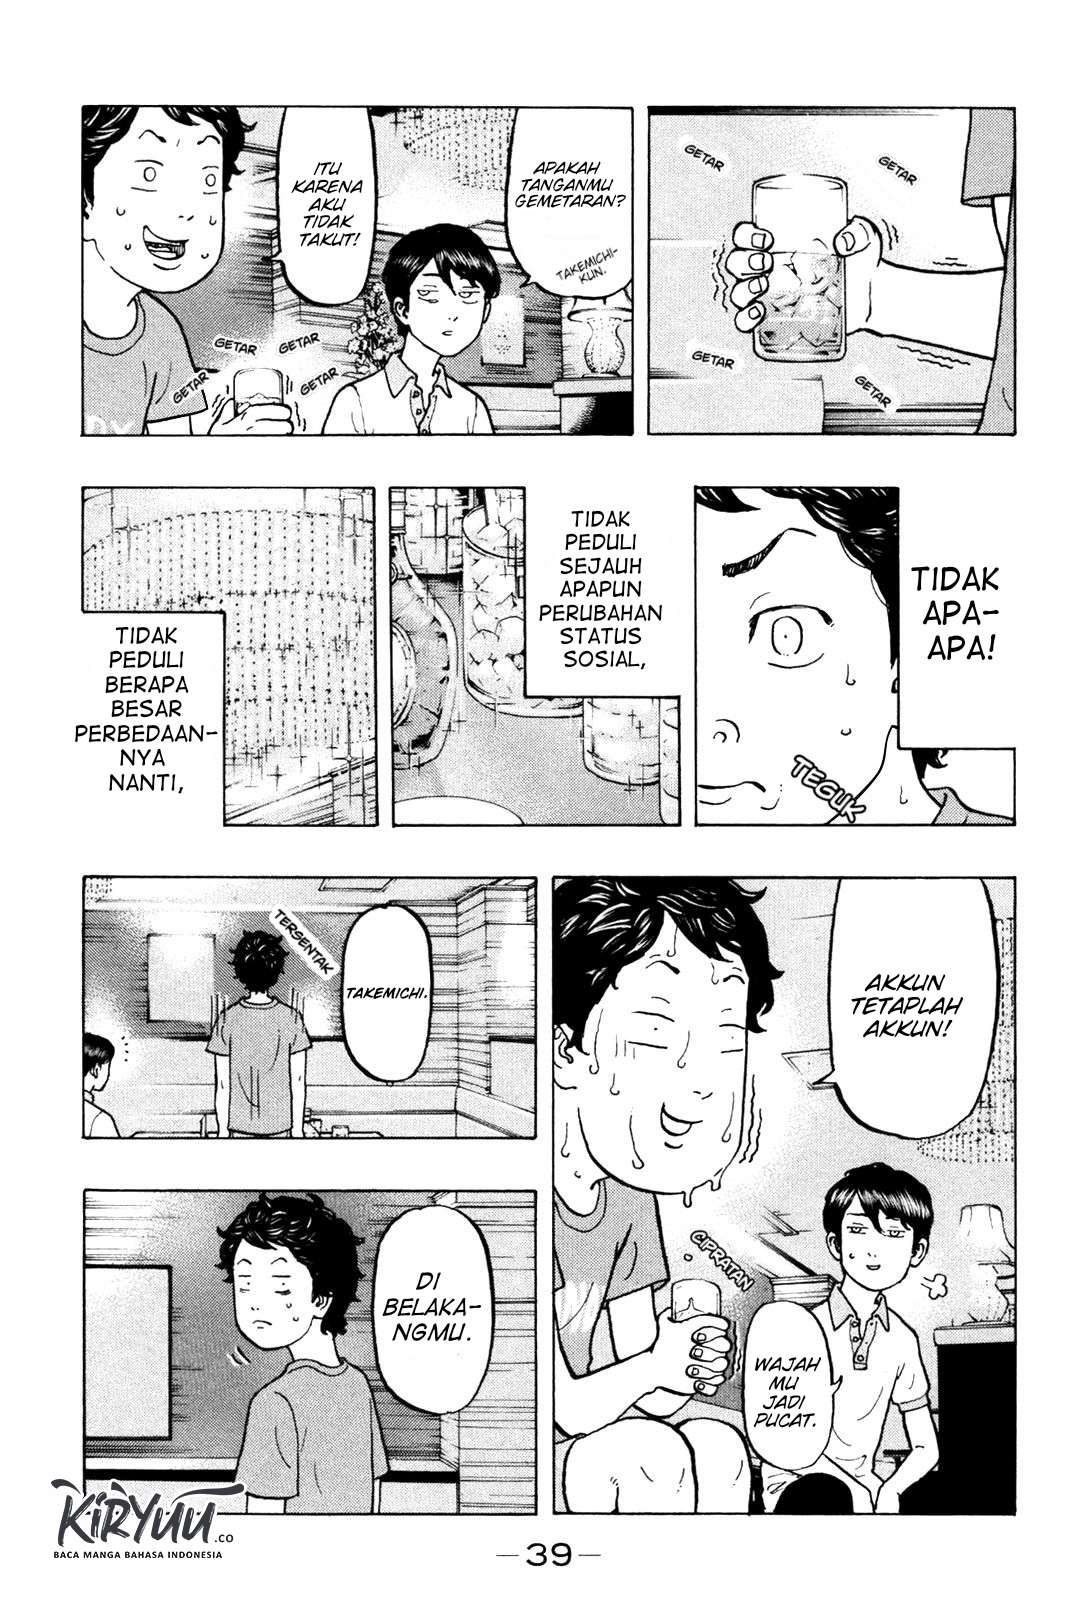 GETAR
GETAR
GETAR
GETAR
APAKAH
TANGANMU
GEMETARAN?
TAKEMICHI-
KUN.
ITU
KARENA
AKU
TIDAK
TAKUT!
GETAR
GETAR
GETAR
GETAR
TIDAK
APA-
APA!
TEGUK
TIDAK
PEDULI
SEJAUH
APAPUN
PERUBAHAN
STATUS
SOSIAL,
TIDAK
PEDULI
BERAPA
BESAR
PERBEDAAN-
NYA
NANTI,
AKKUN
TETAPLAH
AKKUN!
CIPRATAN
WAJAH
MU
JADI
PUCAT.
TERSENTAK
TAKEMICHI.
DI
BELAKA-
NGMU.
KIRYUU.CO
BACA MANGA BAHASA INDONESIA
—39—